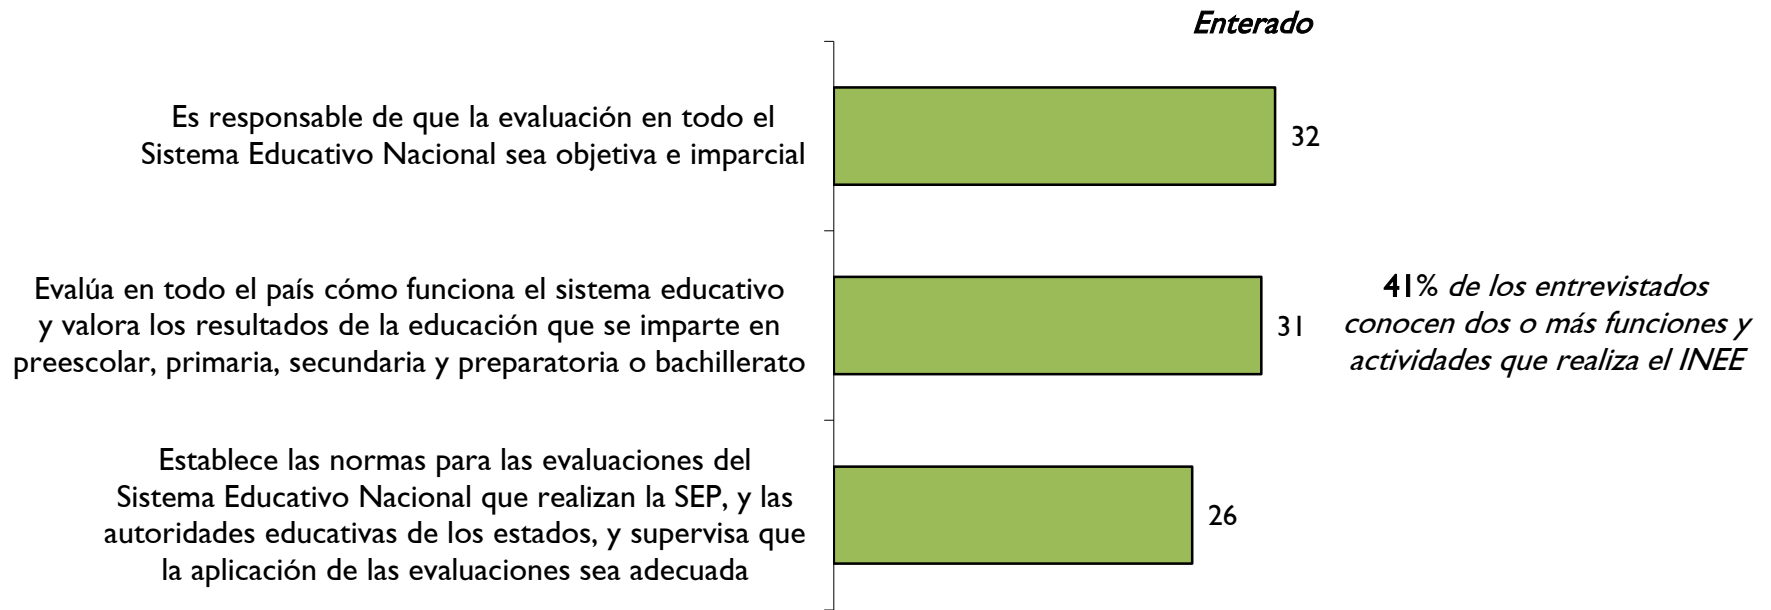 Enterado
Es responsable de que la evaluación en todo el
Sistema Educativo Nacional sea objetiva e imparcial
32
Evalúa en todo el país cómo funciona el sistema educativo
y valora los resultados de la educación que se imparte en
preescolar, primaria, secundaria y preparatoria o bachillerato
31
41% de los entrevistados
conocen dos o más funciones y
actividades que realiza el INEE
Establece las normas para las evaluaciones del
Sistema Educativo Nacional que realizan la SEP, y las
autoridades educativas de los estados, y supervisa que
la aplicación de las evaluaciones sea adecuada
26